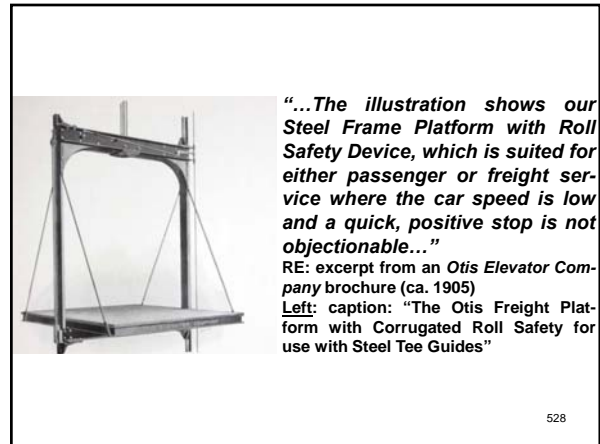 “…The illustration shows our
Steel Frame Platform with Roll
Safety Device, which is suited for
either passenger or freight ser-
vice where the car speed is low
and a quick, positive stop is not
objectionable…”
RE: excerpt from an Otis Elevator Com-
pany brochure (ca. 1905)
Left: caption: “The Otis Freight Plat-
form with Corrugated Roll Safety for
use with Steel Tee Guides”
528